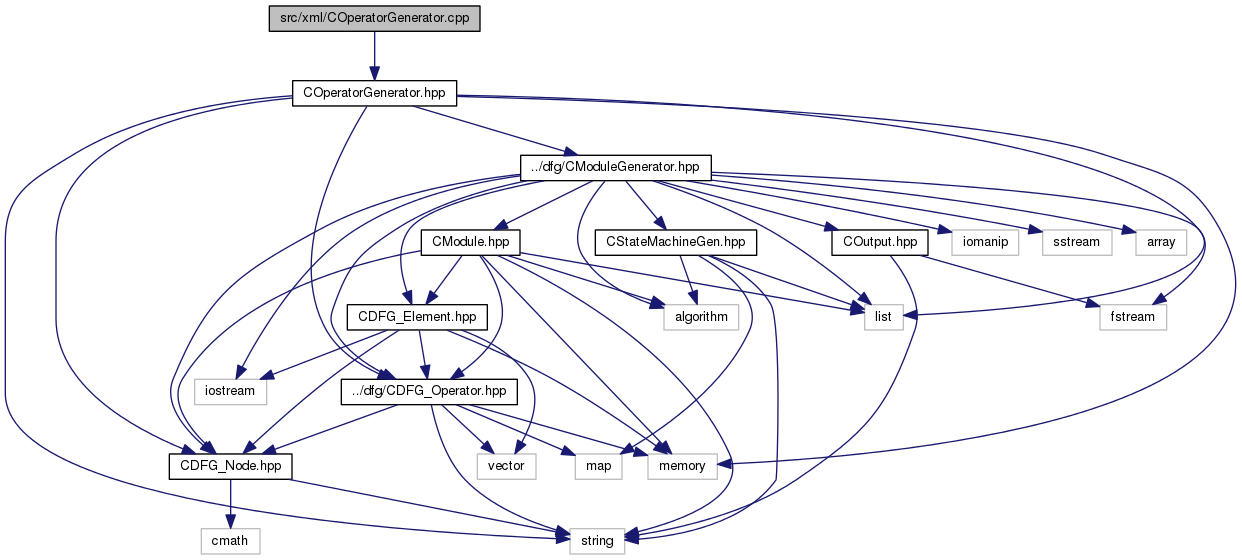 src/xml/COperatorGenerator.cpp
COperatorGenerator.hpp
../dfg/CModuleGenerator.hpp
CModule.hpp
CStateMachineGen.hpp
COutput.hpp
iomanip
sstream
array
CDFG_Element.hpp
algorithm
list
fstream
iostream
../dfg/CDFG_Operator.hpp
CDFG_Node.hpp
vector
map
memory
cmath
string